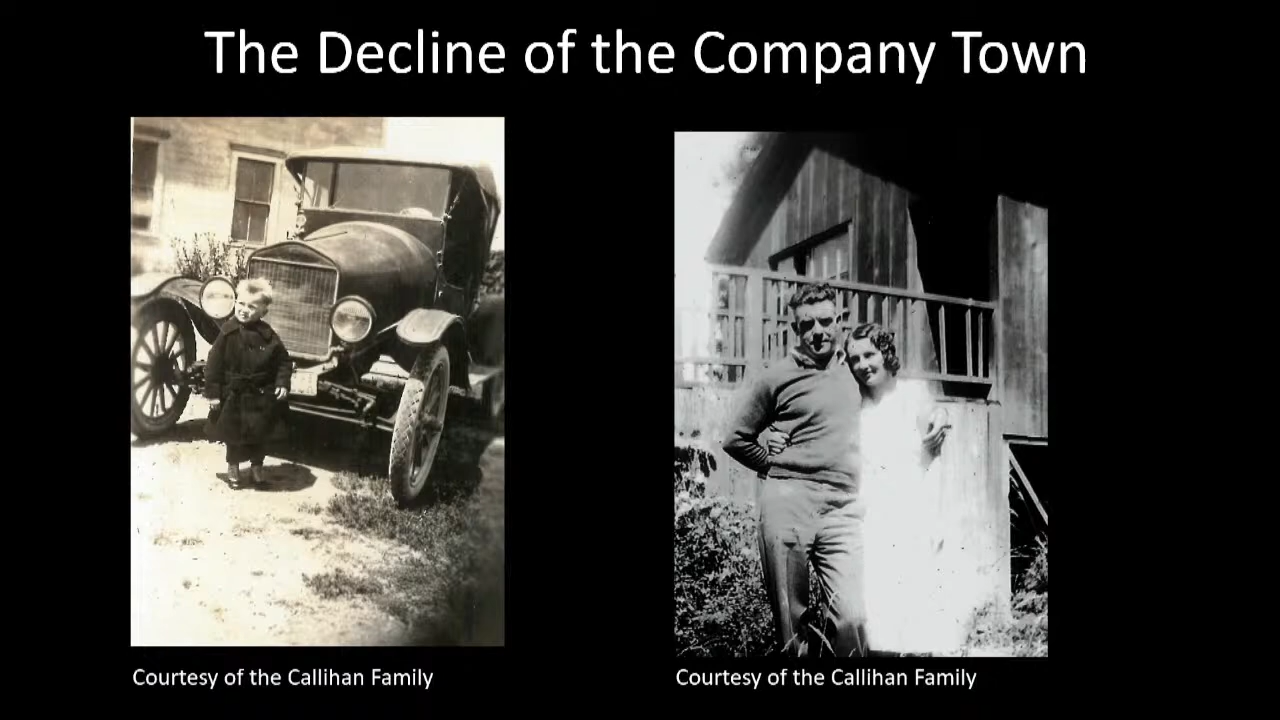 The Decline of the Company Town
Courtesy of the Callihan Family
Courtesy of the Callihan Family